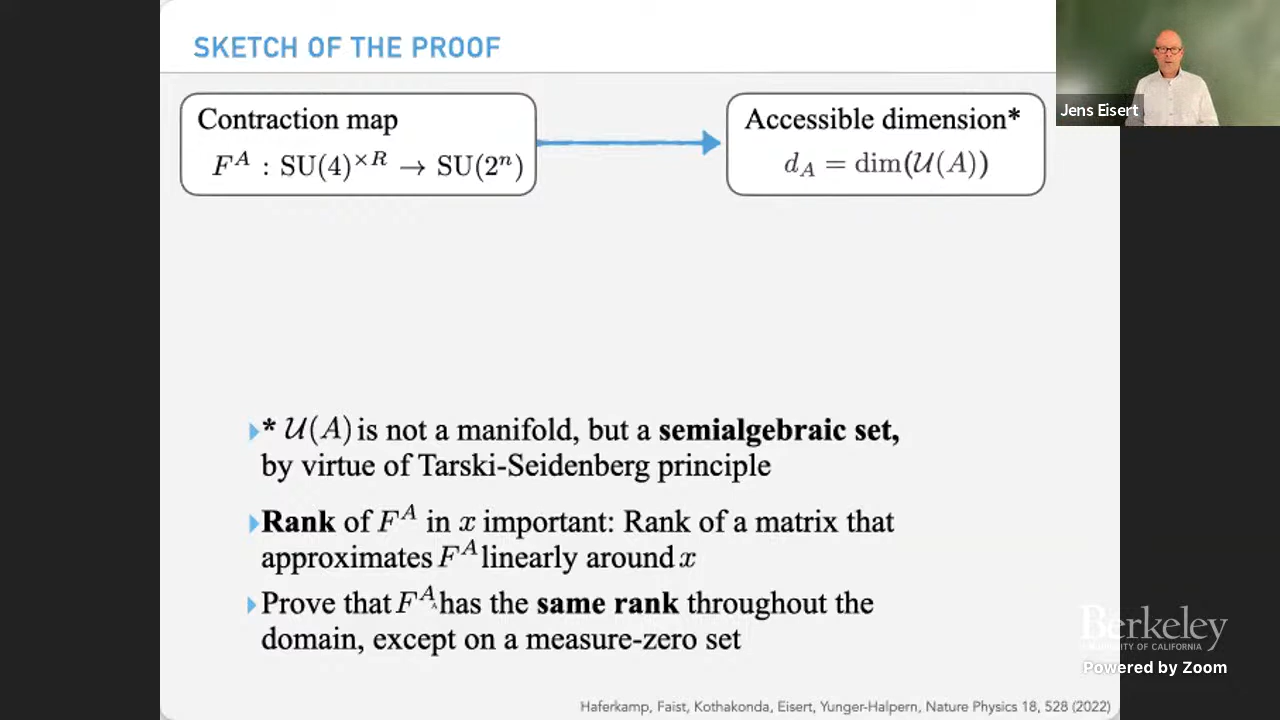 SKETCH OF THE PROOF
Jens Eisert
Contraction map
F^A : SU(4)^{×R} → SU(2^n)
Accessible dimension*
d_A = dim(𝒰(A))
* 𝒰(A) is not a manifold, but a semialgebraic set,
by virtue of Tarski-Seidenberg principle
Rank of F^A in x important: Rank of a matrix that
approximates F^A linearly around x
Prove that F^A has the same rank throughout the
domain, except on a measure-zero set
Berkeley
UNIVERSITY OF CALIFORNIA
Powered by Zoom
Haferkamp, Faist, Kothakonda, Eisert, Yunger-Halpern, Nature Physics 18, 528 (2022)